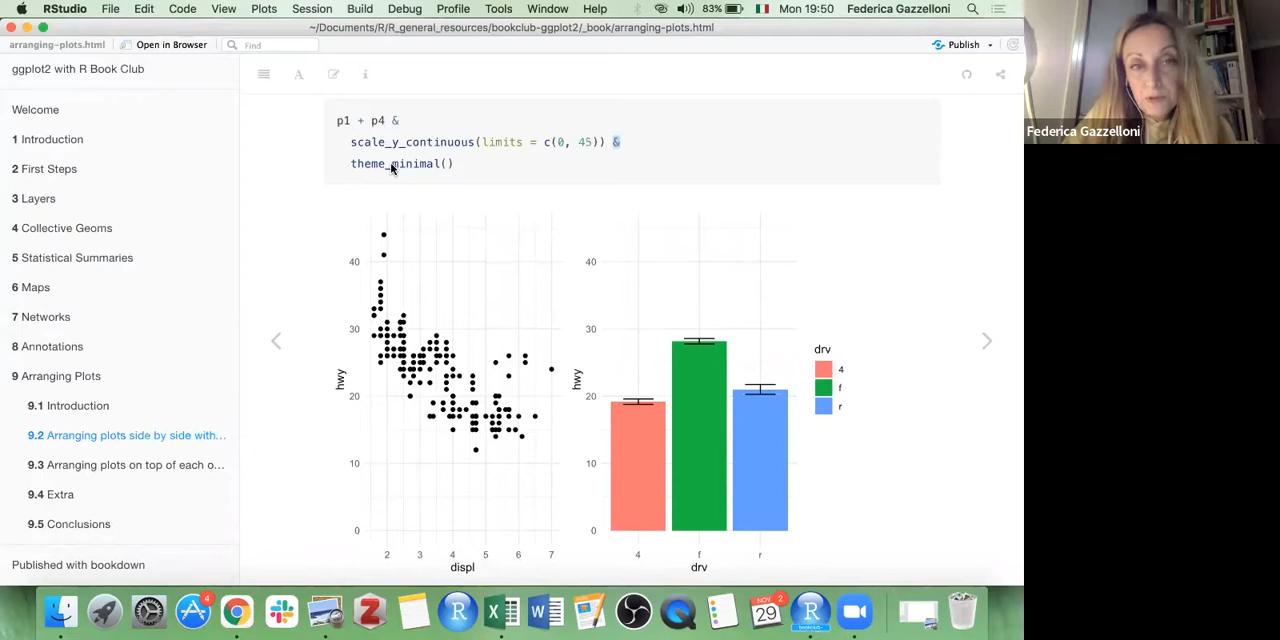 RStudio File Edit Code View Plots Session Build Debug Profile Tools Window Help 83% Mon 19:50 Federica Gazzelloni
~/Documents/R/R_general_resources/bookclub-ggplot2/_book/arranging-plots.html
arranging-plots.html Open in Browser Find Publish
ggplot2 with R Book Club
Welcome
1 Introduction
2 First Steps
3 Layers
4 Collective Geoms
5 Statistical Summaries
6 Maps
7 Networks
8 Annotations
9 Arranging Plots
9.1 Introduction
9.2 Arranging plots side by side with...
9.3 Arranging plots on top of each o...
9.4 Extra
9.5 Conclusions
Published with bookdown
p1 + p4 &
scale_y_continuous(limits = c(0, 45)) &
theme_minimal()
hwy
40
30
20
10
0
2 3 4 5 6 7
displ
hwy
40
30
20
10
0
4 f r
drv
drv
4
f
r
Federica Gazzelloni
4
NOV 2
29